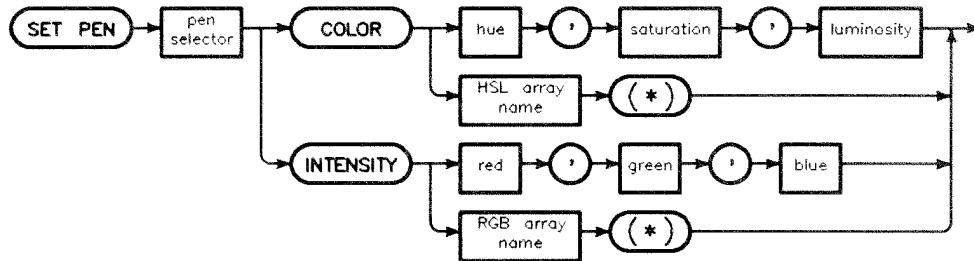 SET PEN
pen
selector
COLOR
hue
,
saturation
,
luminosity
HSL array
name
(*)
INTENSITY
red
,
green
,
blue
RGB array
name
(*)